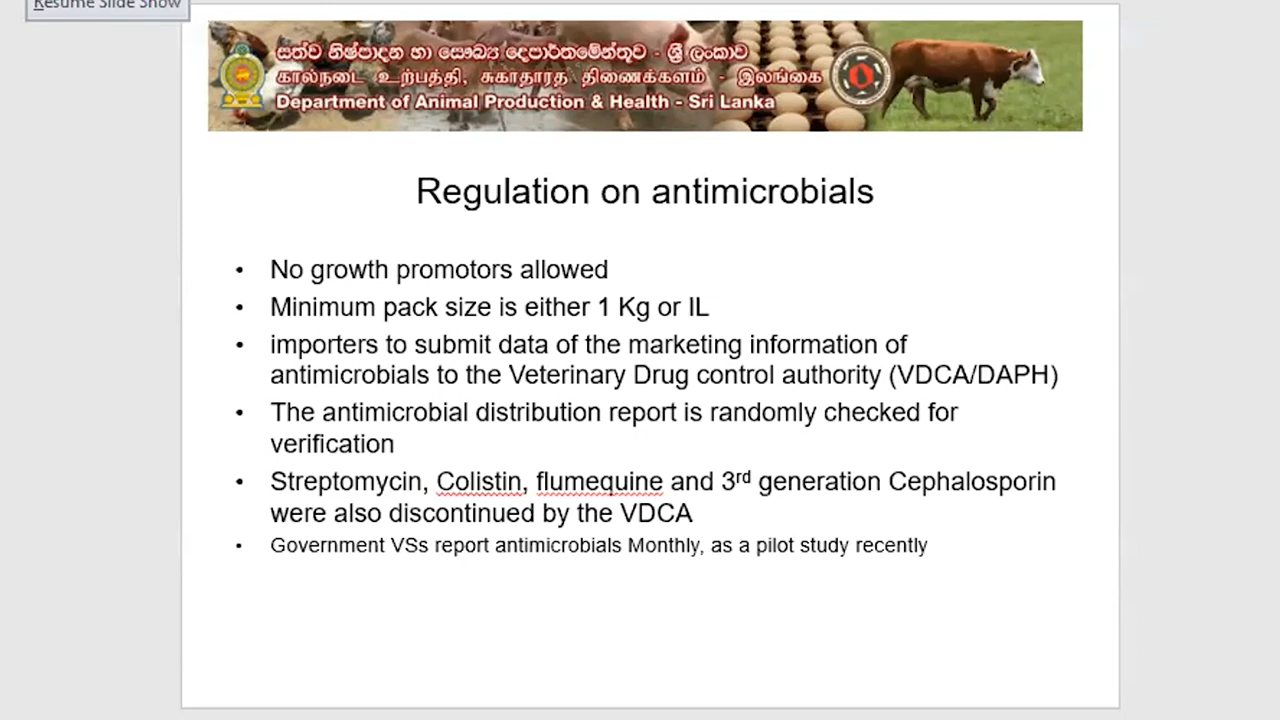 Resume Slide Show
සත්ව නිෂ්පාදන හා සෞඛ්‍ය දෙපාර්තමේන්තුව - ශ්‍රී ලංකාව
கால்நடை உற்பத்தி, சுகாதாரத் திணைக்களம் - இலங்கை
Department of Animal Production & Health - Sri Lanka
Regulation on antimicrobials
• No growth promotors allowed
• Minimum pack size is either 1 Kg or IL
• importers to submit data of the marketing information of
antimicrobials to the Veterinary Drug control authority (VDCA/DAPH)
• The antimicrobial distribution report is randomly checked for
verification
• Streptomycin, Colistin, flumequine and 3rd generation Cephalosporin
were also discontinued by the VDCA
• Government VSs report antimicrobials Monthly, as a pilot study recently